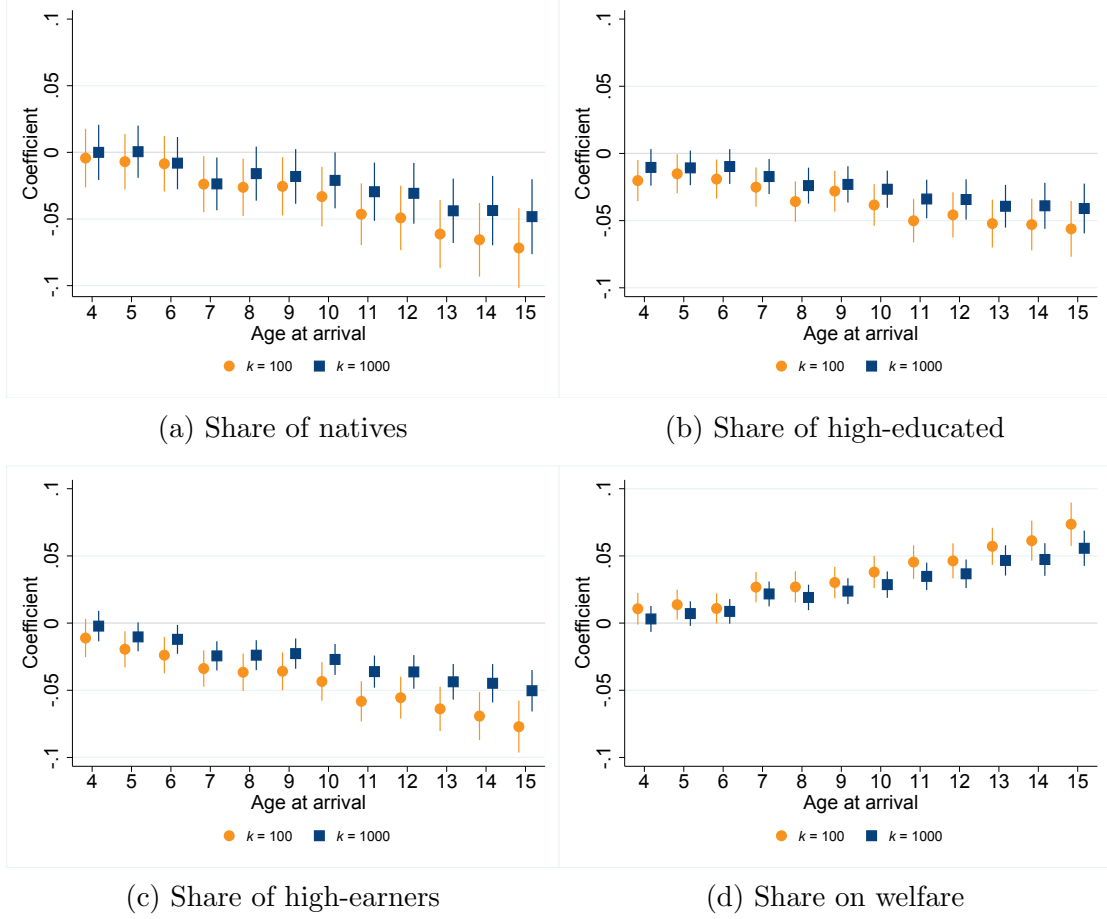 .1
.05
0
-.05
-.1
Coefficient
4 5 6 7 8 9 10 11 12 13 14 15
Age at arrival
k = 100 k = 1000
(a) Share of natives
.1
.05
0
-.05
-.1
Coefficient
4 5 6 7 8 9 10 11 12 13 14 15
Age at arrival
k = 100 k = 1000
(b) Share of high-educated
.1
.05
0
-.05
-.1
Coefficient
4 5 6 7 8 9 10 11 12 13 14 15
Age at arrival
k = 100 k = 1000
(c) Share of high-earners
.1
.05
0
-.05
-.1
Coefficient
4 5 6 7 8 9 10 11 12 13 14 15
Age at arrival
k = 100 k = 1000
(d) Share on welfare